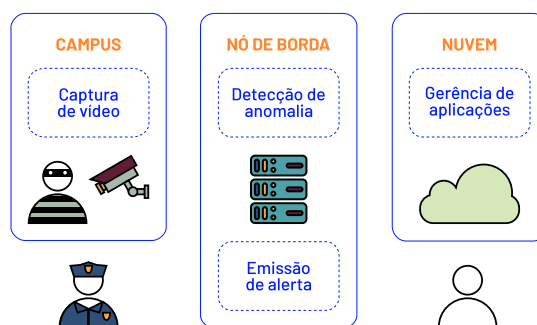 CAMPUS
Captura
de vídeo
NÓ DE BORDA
Detecção de
anomalia
Emissão
de alerta
NUVEM
Gerência de
aplicações